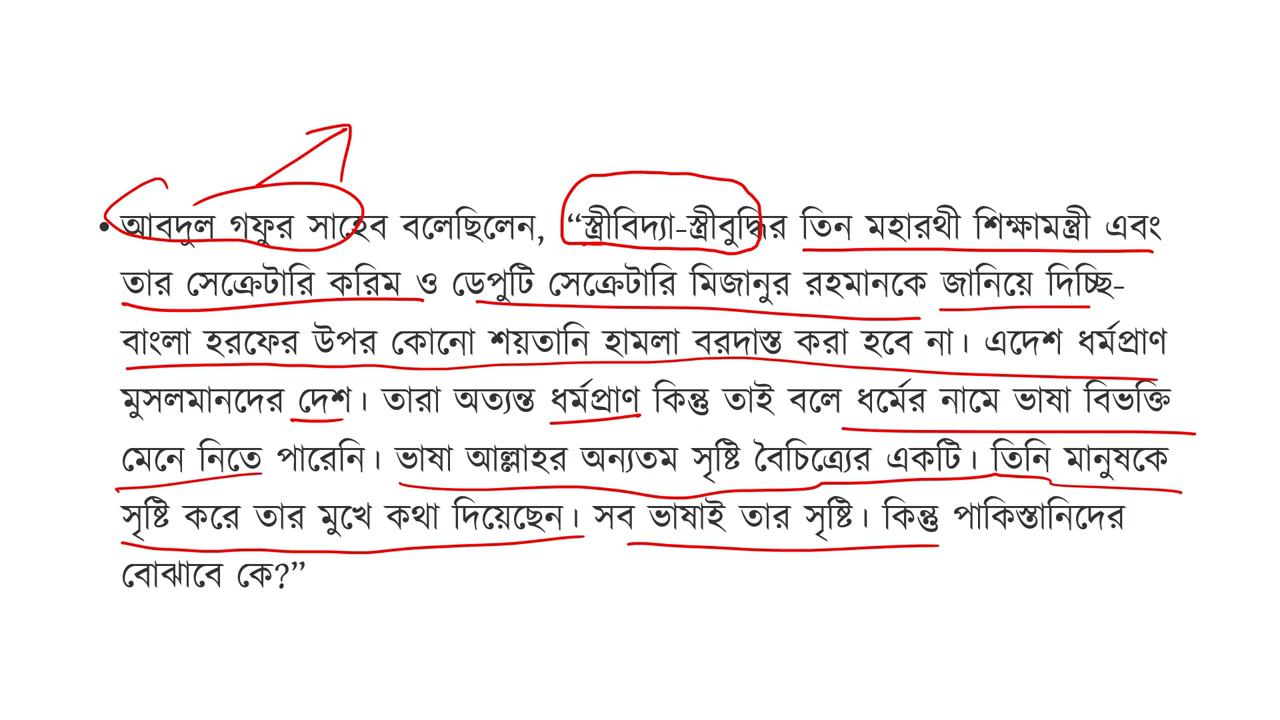 • আবদুল গফুর সাহেব বলেছিলেন, “স্ত্রীবিদ্যা-স্ত্রীবুদ্ধির তিন মহারথী শিক্ষামন্ত্রী এবং
তার সেক্রেটারি করিম ও ডেপুটি সেক্রেটারি মিজানুর রহমানকে জানিয়ে দিচ্ছি-
বাংলা হরফের উপর কোনো শয়তানি হামলা বরদাস্ত করা হবে না। এদেশ ধর্মপ্রাণ
মুসলমানদের দেশ। তারা অত্যন্ত ধর্মপ্রাণ কিন্তু তাই বলে ধর্মের নামে ভাষা বিভক্তি
মেনে নিতে পারেনি। ভাষা আল্লাহর অন্যতম সৃষ্টি বৈচিত্র্যের একটি। তিনি মানুষকে
সৃষ্টি করে তার মুখে কথা দিয়েছেন। সব ভাষাই তার সৃষ্টি। কিন্তু পাকিস্তানিদের
বোঝাবে কে?”